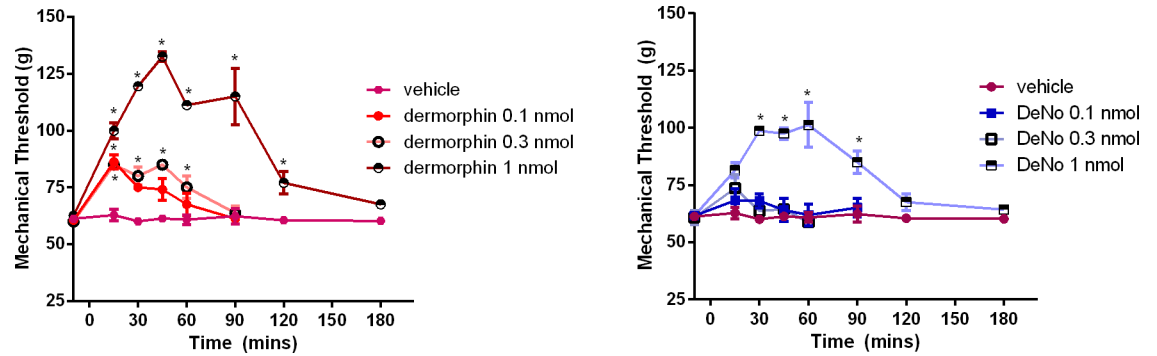 Mechanical Threshold (g)
150
125
100
75
50
25
0 30 60 90 120 150 180
Time (mins)
* * * * * * * * * * *
vehicle
dermorphin 0.1 nmol
dermorphin 0.3 nmol
dermorphin 1 nmol
Mechanical Threshold (g)
150
125
100
75
50
25
0 30 60 90 120 150 180
Time (mins)
* * * *
vehicle
DeNo 0.1 nmol
DeNo 0.3 nmol
DeNo 1 nmol